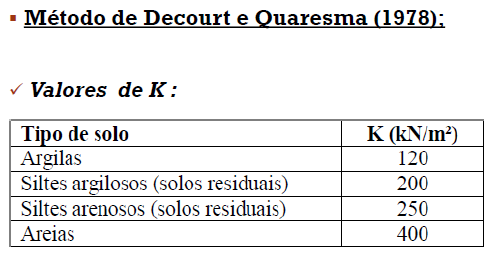 Método de Decourt e Quaresma (1978):
Valores de K :
Tipo de solo K (kN/m²)
Argilas 120
Siltes argilosos (solos residuais) 200
Siltes arenosos (solos residuais) 250
Areias 400